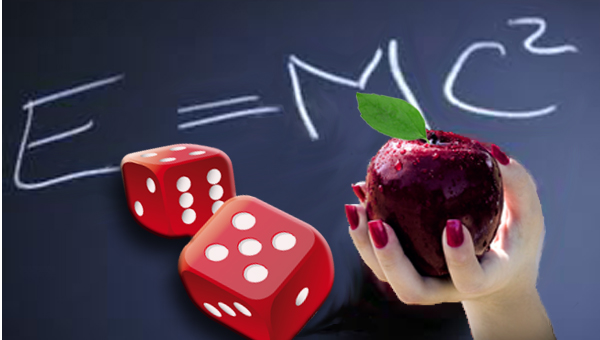 E = MC²